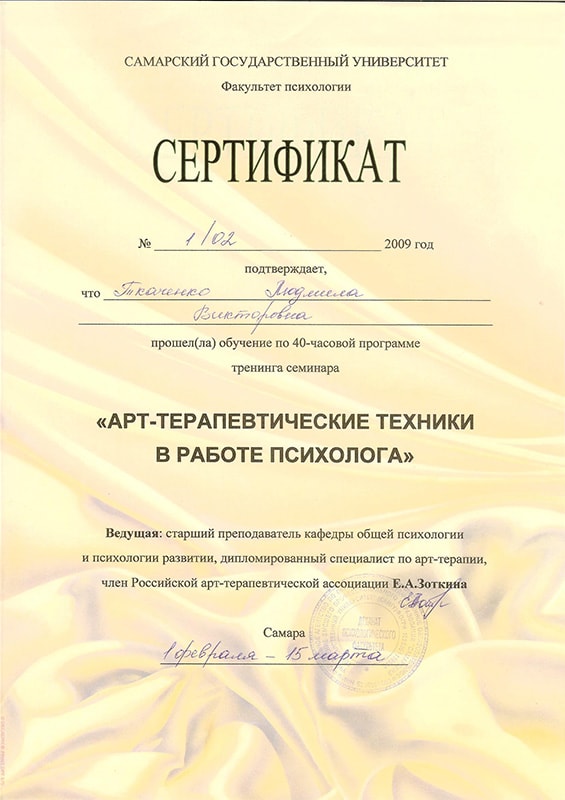 САМАРСКИЙ ГОСУДАРСТВЕННЫЙ УНИВЕРСИТЕТ
Факультет психологии
СЕРТИФИКАТ
№ 1/02 2009 год
подтверждает,
что Ткаченко Людмила
Викторовна
прошел(ла) обучение по 40-часовой программе
тренинга семинара
«АРТ-ТЕРАПЕВТИЧЕСКИЕ ТЕХНИКИ
В РАБОТЕ ПСИХОЛОГА»
Ведущая: старший преподаватель кафедры общей психологии
и психологии развитии, дипломированный специалист по арт-терапии,
член Российской арт-терапевтической ассоциации Е.А.Зоткина
Самара
1 февраля – 15 марта
ДЕКАНАТ
ПСИХОЛОГИЧЕСКОГО